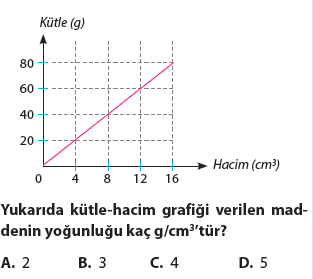 Kütle (g)
80
60
40
20
0 4 8 12 16
Hacim (cm³)
Yukarıda kütle-hacim grafiği verilen mad-
denin yoğunluğu kaç g/cm³'tür?
A. 2 B. 3 C. 4 D. 5